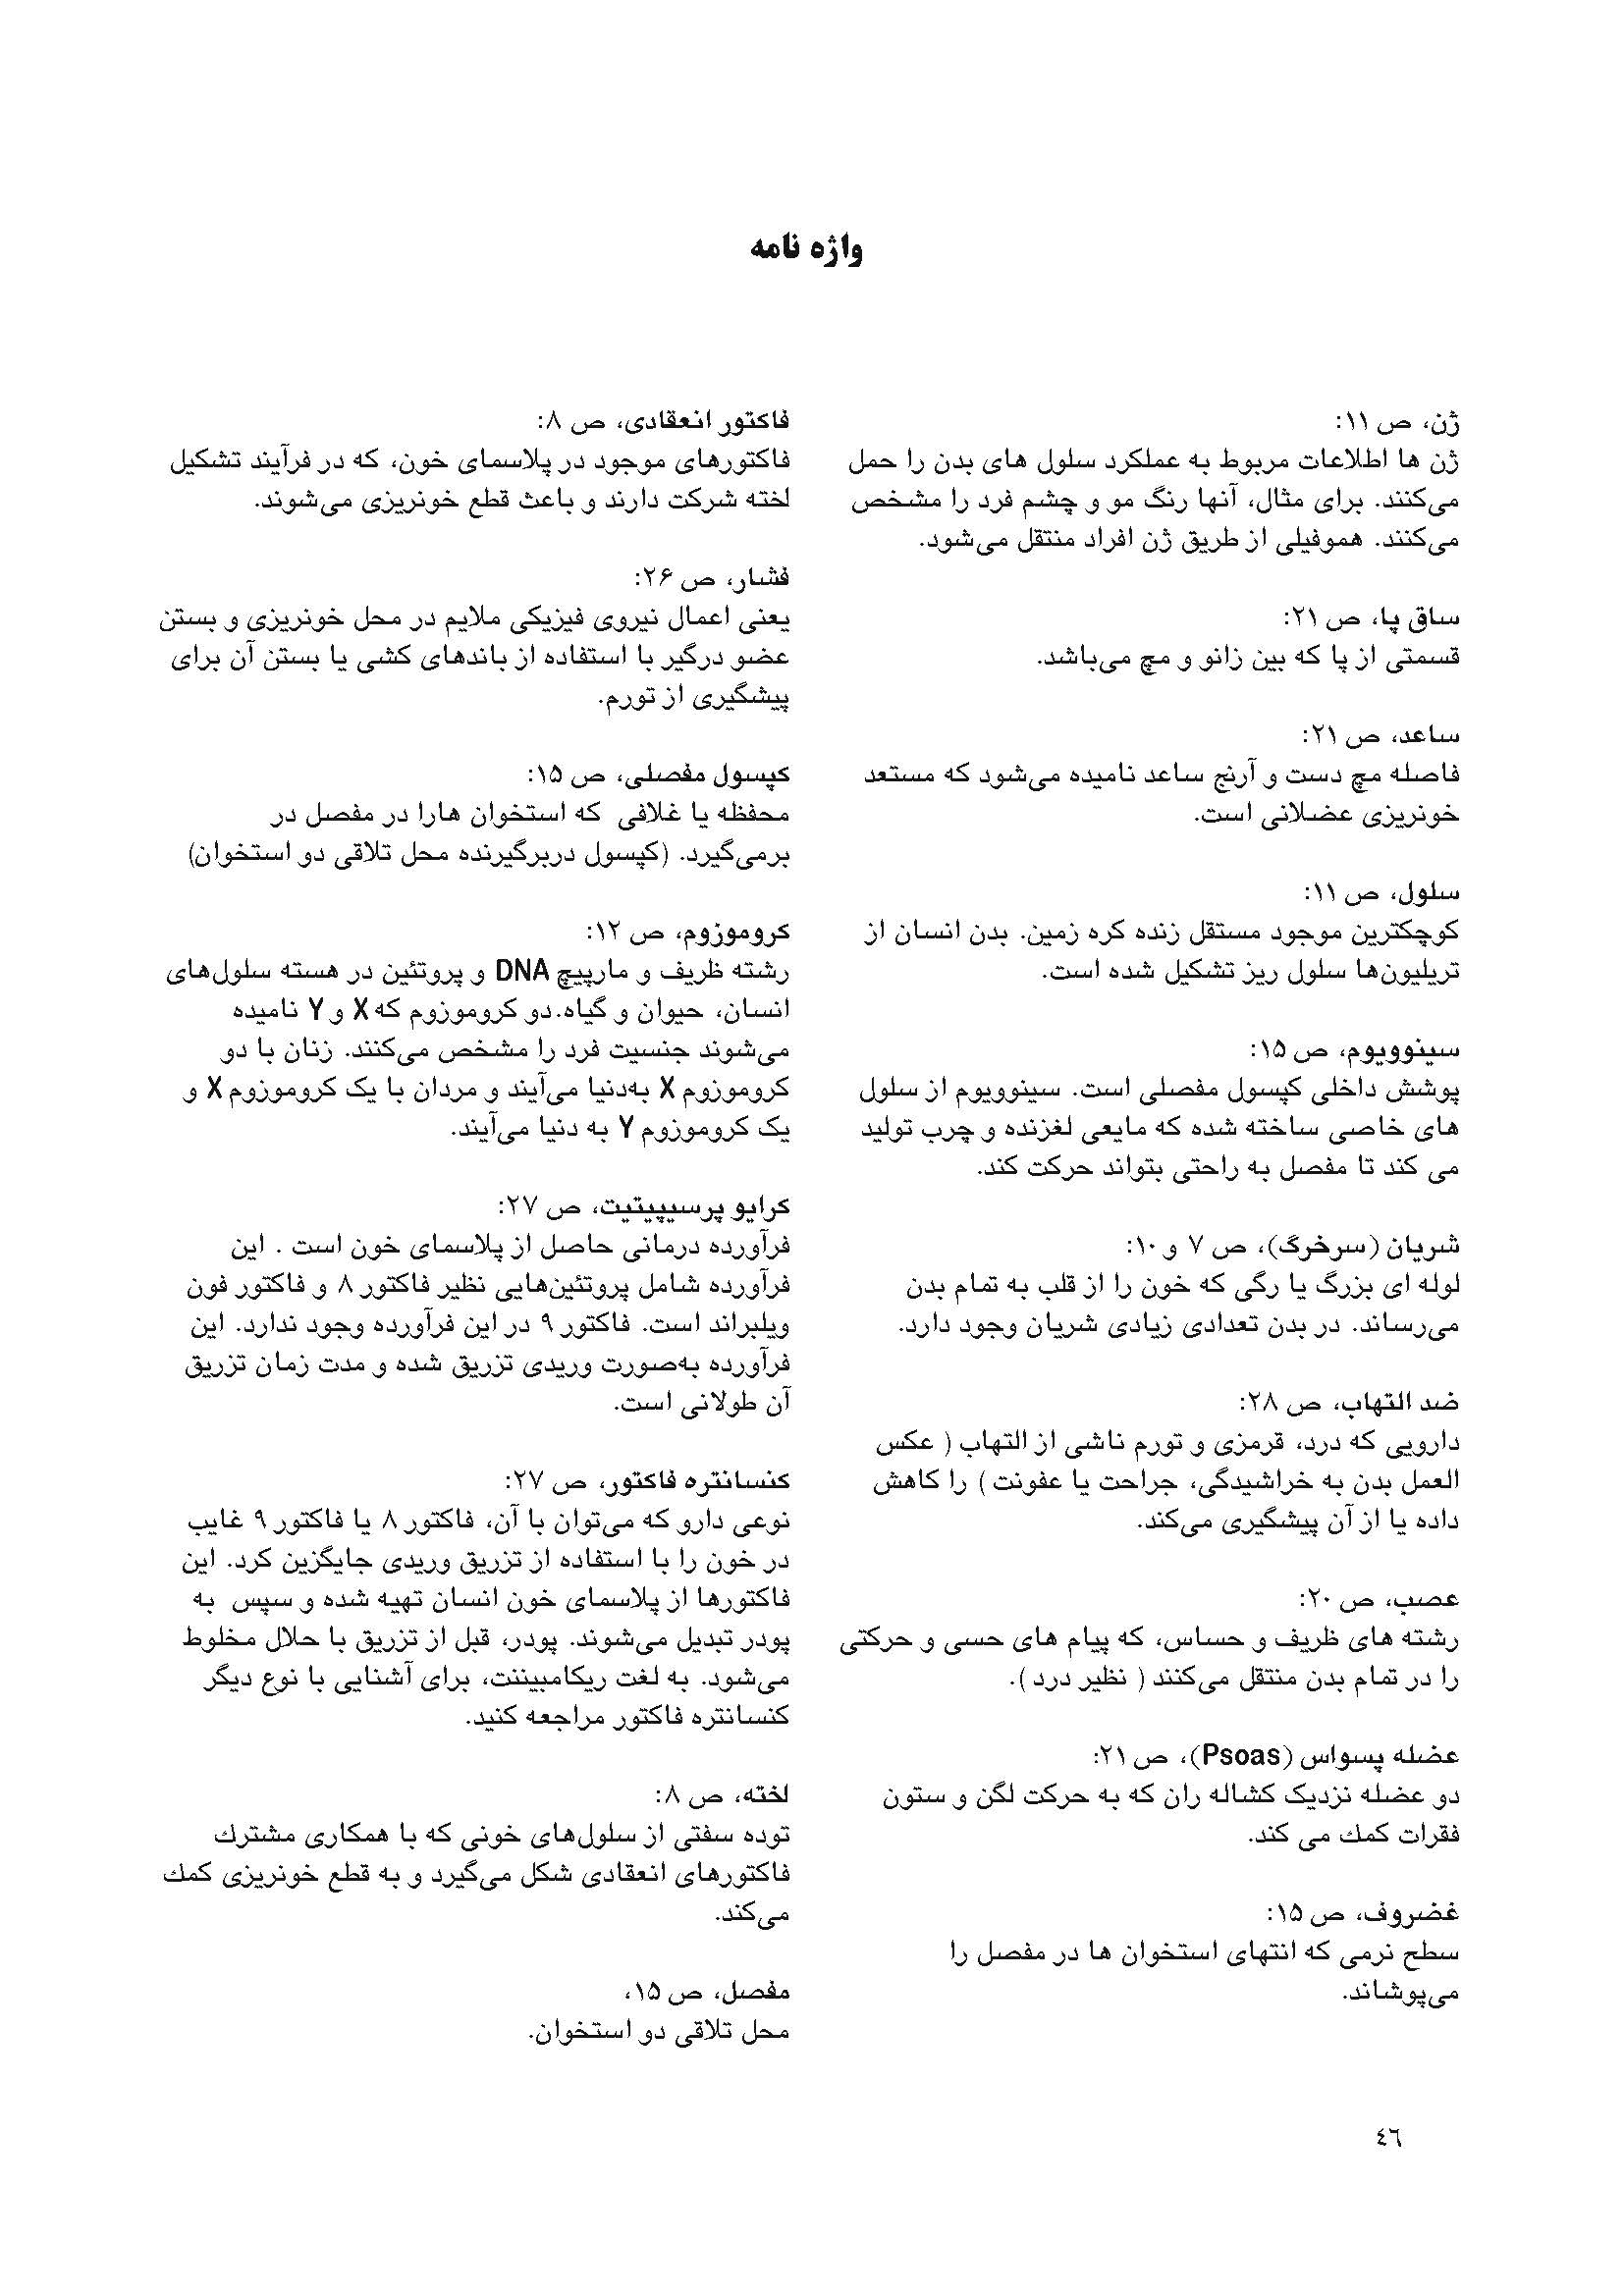 واژه نامه
ژن، ص ۱۱:
ژن ها اطلاعات مربوط به عملکرد سلول های بدن را حمل
می‌کنند. برای مثال، آنها رنگ مو و چشم فرد را مشخص
می‌کنند. هموفیلی از طریق ژن افراد منتقل می‌شود.
ساق پا، ص ۲۱:
قسمتی از پا که بین زانو و مچ می‌باشد.
ساعد، ص ۲۱:
فاصله مچ دست و آرنج ساعد نامیده می‌شود که مستعد
خونریزی عضلانی است.
سلول، ص ۱۱:
کوچکترین موجود مستقل زنده کره زمین. بدن انسان از
تریلیون‌ها سلول ریز تشکیل شده است.
سینوویوم، ص ۱۵:
پوشش داخلی کپسول مفصلی است. سینوویوم از سلول
های خاصی ساخته شده که مایعی لغزنده و چرب تولید
می کند تا مفصل به راحتی بتواند حرکت کند.
شریان (سرخرگ)، ص ۷ و ۱۰:
لوله ای بزرگ یا رگی که خون را از قلب به تمام بدن
می‌رساند. در بدن تعدادی زیادی شریان وجود دارد.
ضد التهاب، ص ۲۸:
دارویی که درد، قرمزی و تورم ناشی از التهاب ( عکس
العمل بدن به خراشیدگی، جراحت یا عفونت ) را کاهش
داده یا از آن پیشگیری می‌کند.
عصب، ص ۲۰:
رشته های ظریف و حساس، که پیام های حسی و حرکتی
را در تمام بدن منتقل می‌کنند ( نظیر درد ).
عضله پسواس (Psoas)، ص ۲۱:
دو عضله نزدیک کشاله ران که به حرکت لگن و ستون
فقرات کمك می کند.
غضروف، ص ۱۵:
سطح نرمی که انتهای استخوان ها در مفصل را
می‌پوشاند.
فاکتور انعقادی، ص ۸:
فاکتورهای موجود در پلاسمای خون، که در فرآیند تشکیل
لخته شرکت دارند و باعث قطع خونریزی می‌شوند.
فشار، ص ۲۶:
یعنی اعمال نیروی فیزیکی ملایم در محل خونریزی و بستن
عضو درگیر با استفاده از باندهای کشی یا بستن آن برای
پیشگیری از تورم.
کپسول مفصلی، ص ۱۵:
محفظه یا غلافی که استخوان هارا در مفصل در
برمی‌گیرد. (کپسول دربرگیرنده محل تلاقی دو استخوان)
کروموزوم، ص ۱۲:
رشته ظریف و مارپیچ DNA و پروتئین در هسته سلول‌های
انسان، حیوان و گیاه.دو کروموزوم که X و Y نامیده
می‌شوند جنسیت فرد را مشخص می‌کنند. زنان با دو
کروموزوم X به‌دنیا می‌آیند و مردان با یک کروموزوم X و
یک کروموزوم Y به دنیا می‌آیند.
کرایو پرسیپیتیت، ص ۲۷:
فرآورده درمانی حاصل از پلاسمای خون است . این
فرآورده شامل پروتئین‌هایی نظیر فاکتور ۸ و فاکتور فون
ویلبراند است. فاکتور ۹ در این فرآورده وجود ندارد. این
فرآورده به‌صورت وریدی تزریق شده و مدت زمان تزریق
آن طولانی است.
کنسانتره فاکتور، ص ۲۷:
نوعی دارو که می‌توان با آن، فاکتور ۸ یا فاکتور ۹ غایب
در خون را با استفاده از تزریق وریدی جایگزین کرد. این
فاکتورها از پلاسمای خون انسان تهیه شده و سپس به
پودر تبدیل می‌شوند. پودر، قبل از تزریق با حلال مخلوط
می‌شود. به لغت ریکامبیننت، برای آشنایی با نوع دیگر
کنسانتره فاکتور مراجعه کنید.
لخته، ص ۸:
توده سفتی از سلول‌های خونی که با همکاری مشترك
فاکتورهای انعقادی شکل می‌گیرد و به قطع خونریزی کمك
می‌کند.
مفصل، ص ۱۵،
محل تلاقی دو استخوان.
٤٦